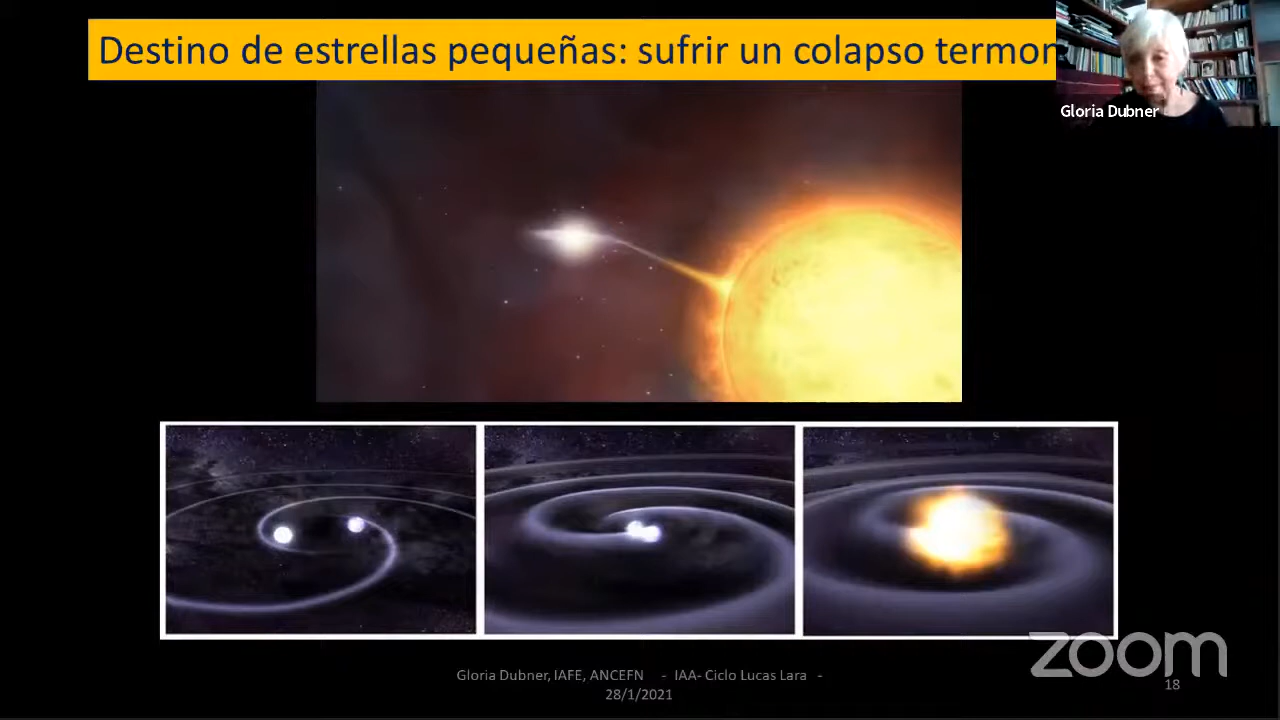 Destino de estrellas pequeñas: sufrir un colapso termon
Gloria Dubner
Gloria Dubner, IAFE, ANCEFN - IAA- Ciclo Lucas Lara -
28/1/2021
zoom
18